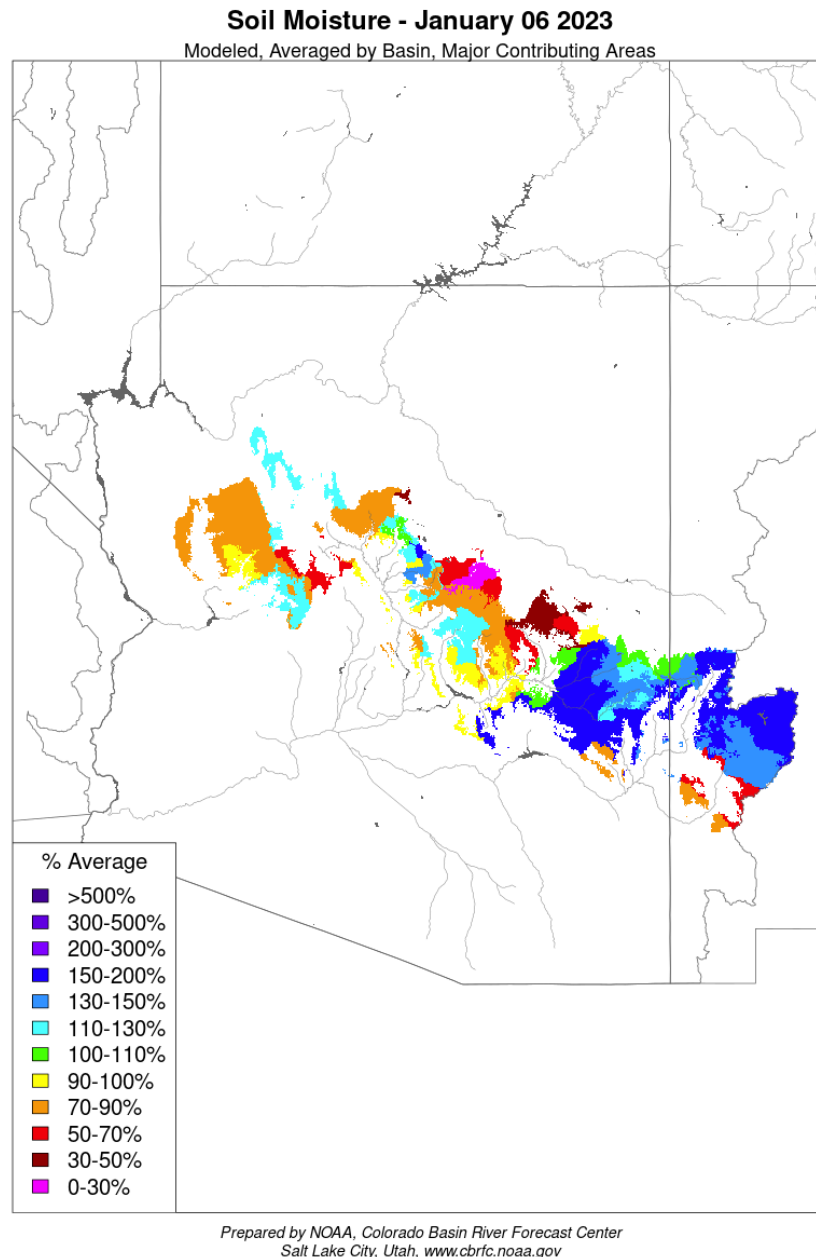 Soil Moisture - January 06 2023
Modeled, Averaged by Basin, Major Contributing Areas
% Average
>500%
300-500%
200-300%
150-200%
130-150%
110-130%
100-110%
90-100%
70-90%
50-70%
30-50%
0-30%
Prepared by NOAA, Colorado Basin River Forecast Center
Salt Lake City, Utah, www.cbrfc.noaa.gov